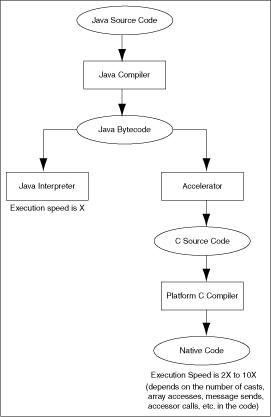 Java Source Code
Java Compiler
Java Bytecode
Java Interpreter
Execution speed is X
Accelerator
C Source Code
Platform C Compiler
Native Code
Execution Speed is 2X to 10X
(depends on the number of casts,
array accesses, message sends,
accessor calls, etc. in the code)